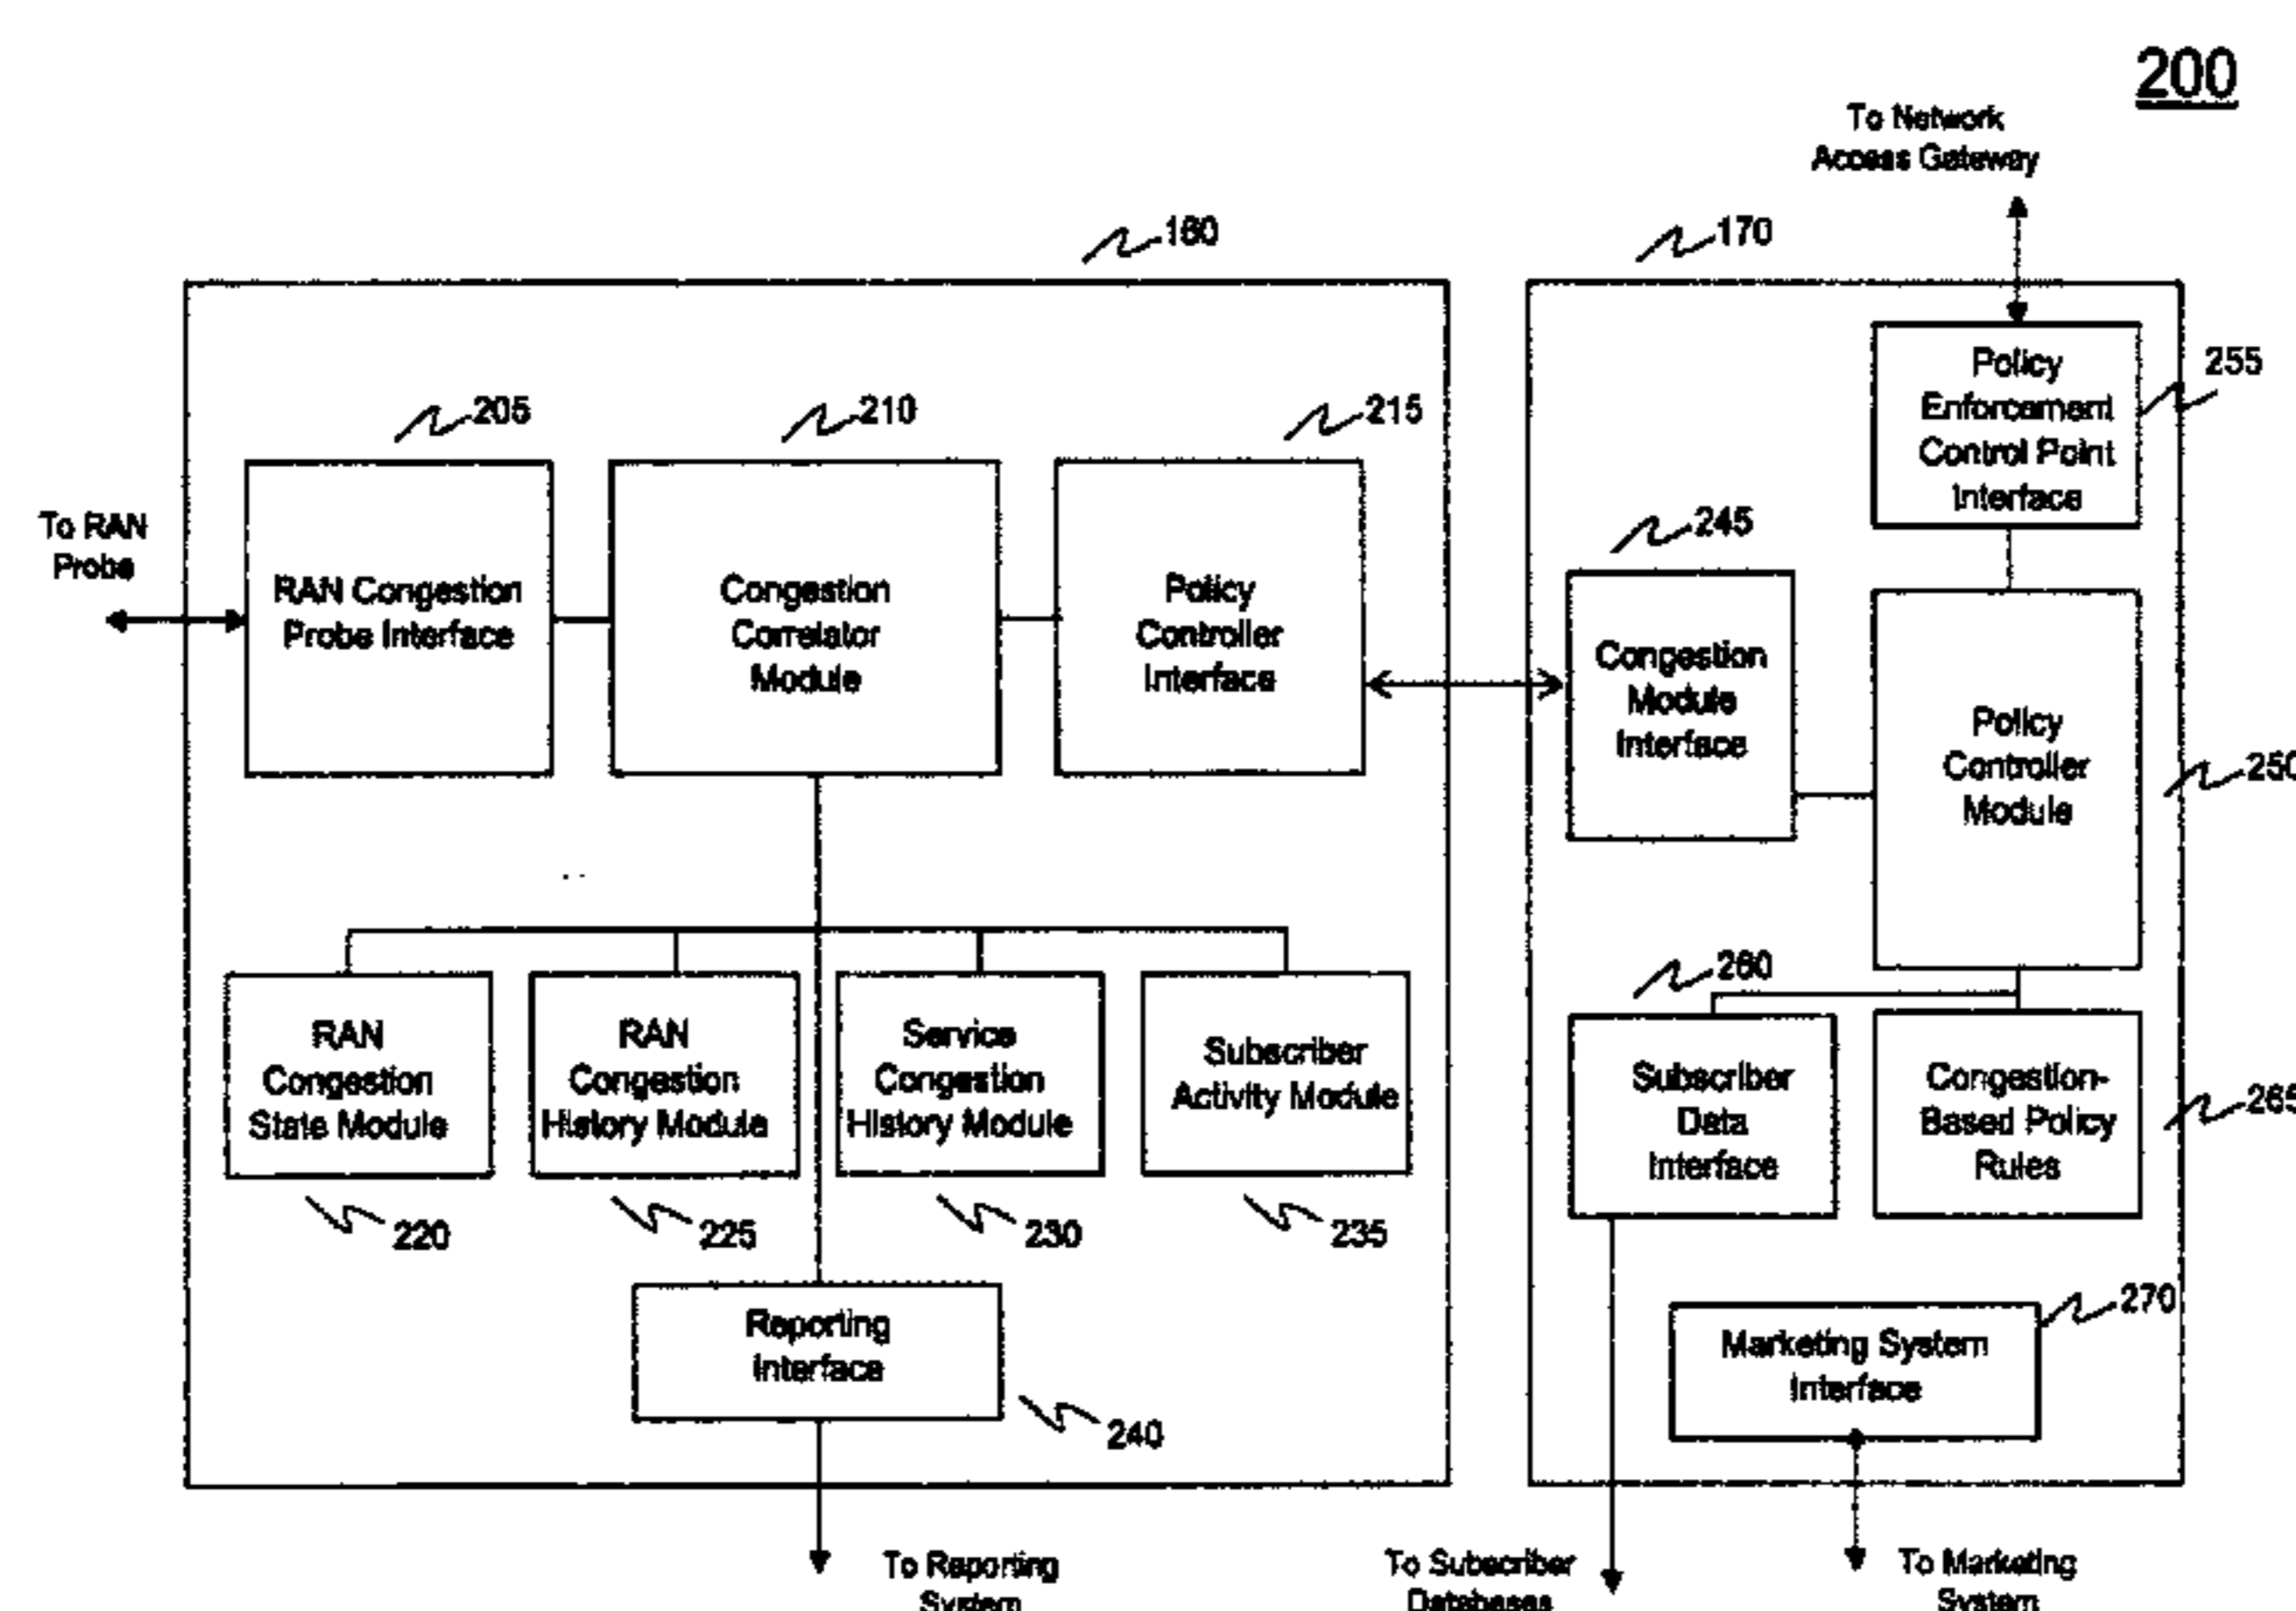 200
To Network
Access Gateway
160
170
Policy
Enforcement
Control Point
Interface
255
205
210
215
To RAN
Probe
RAN Congestion
Probe Interface
Congestion
Correlator
Module
Policy
Controller
Interface
245
Congestion
Module
Interface
Policy
Controller
Module
250
260
RAN
Congestion
State Module
RAN
Congestion
History Module
Service
Congestion
History Module
Subscriber
Activity Module
Subscriber
Data
Interface
Congestion-
Based Policy
Rules
265
220
225
230
235
Reporting
Interface
240
Marketing System
Interface
270
To Reporting
System
To Subscriber
Databases
To Marketing
System